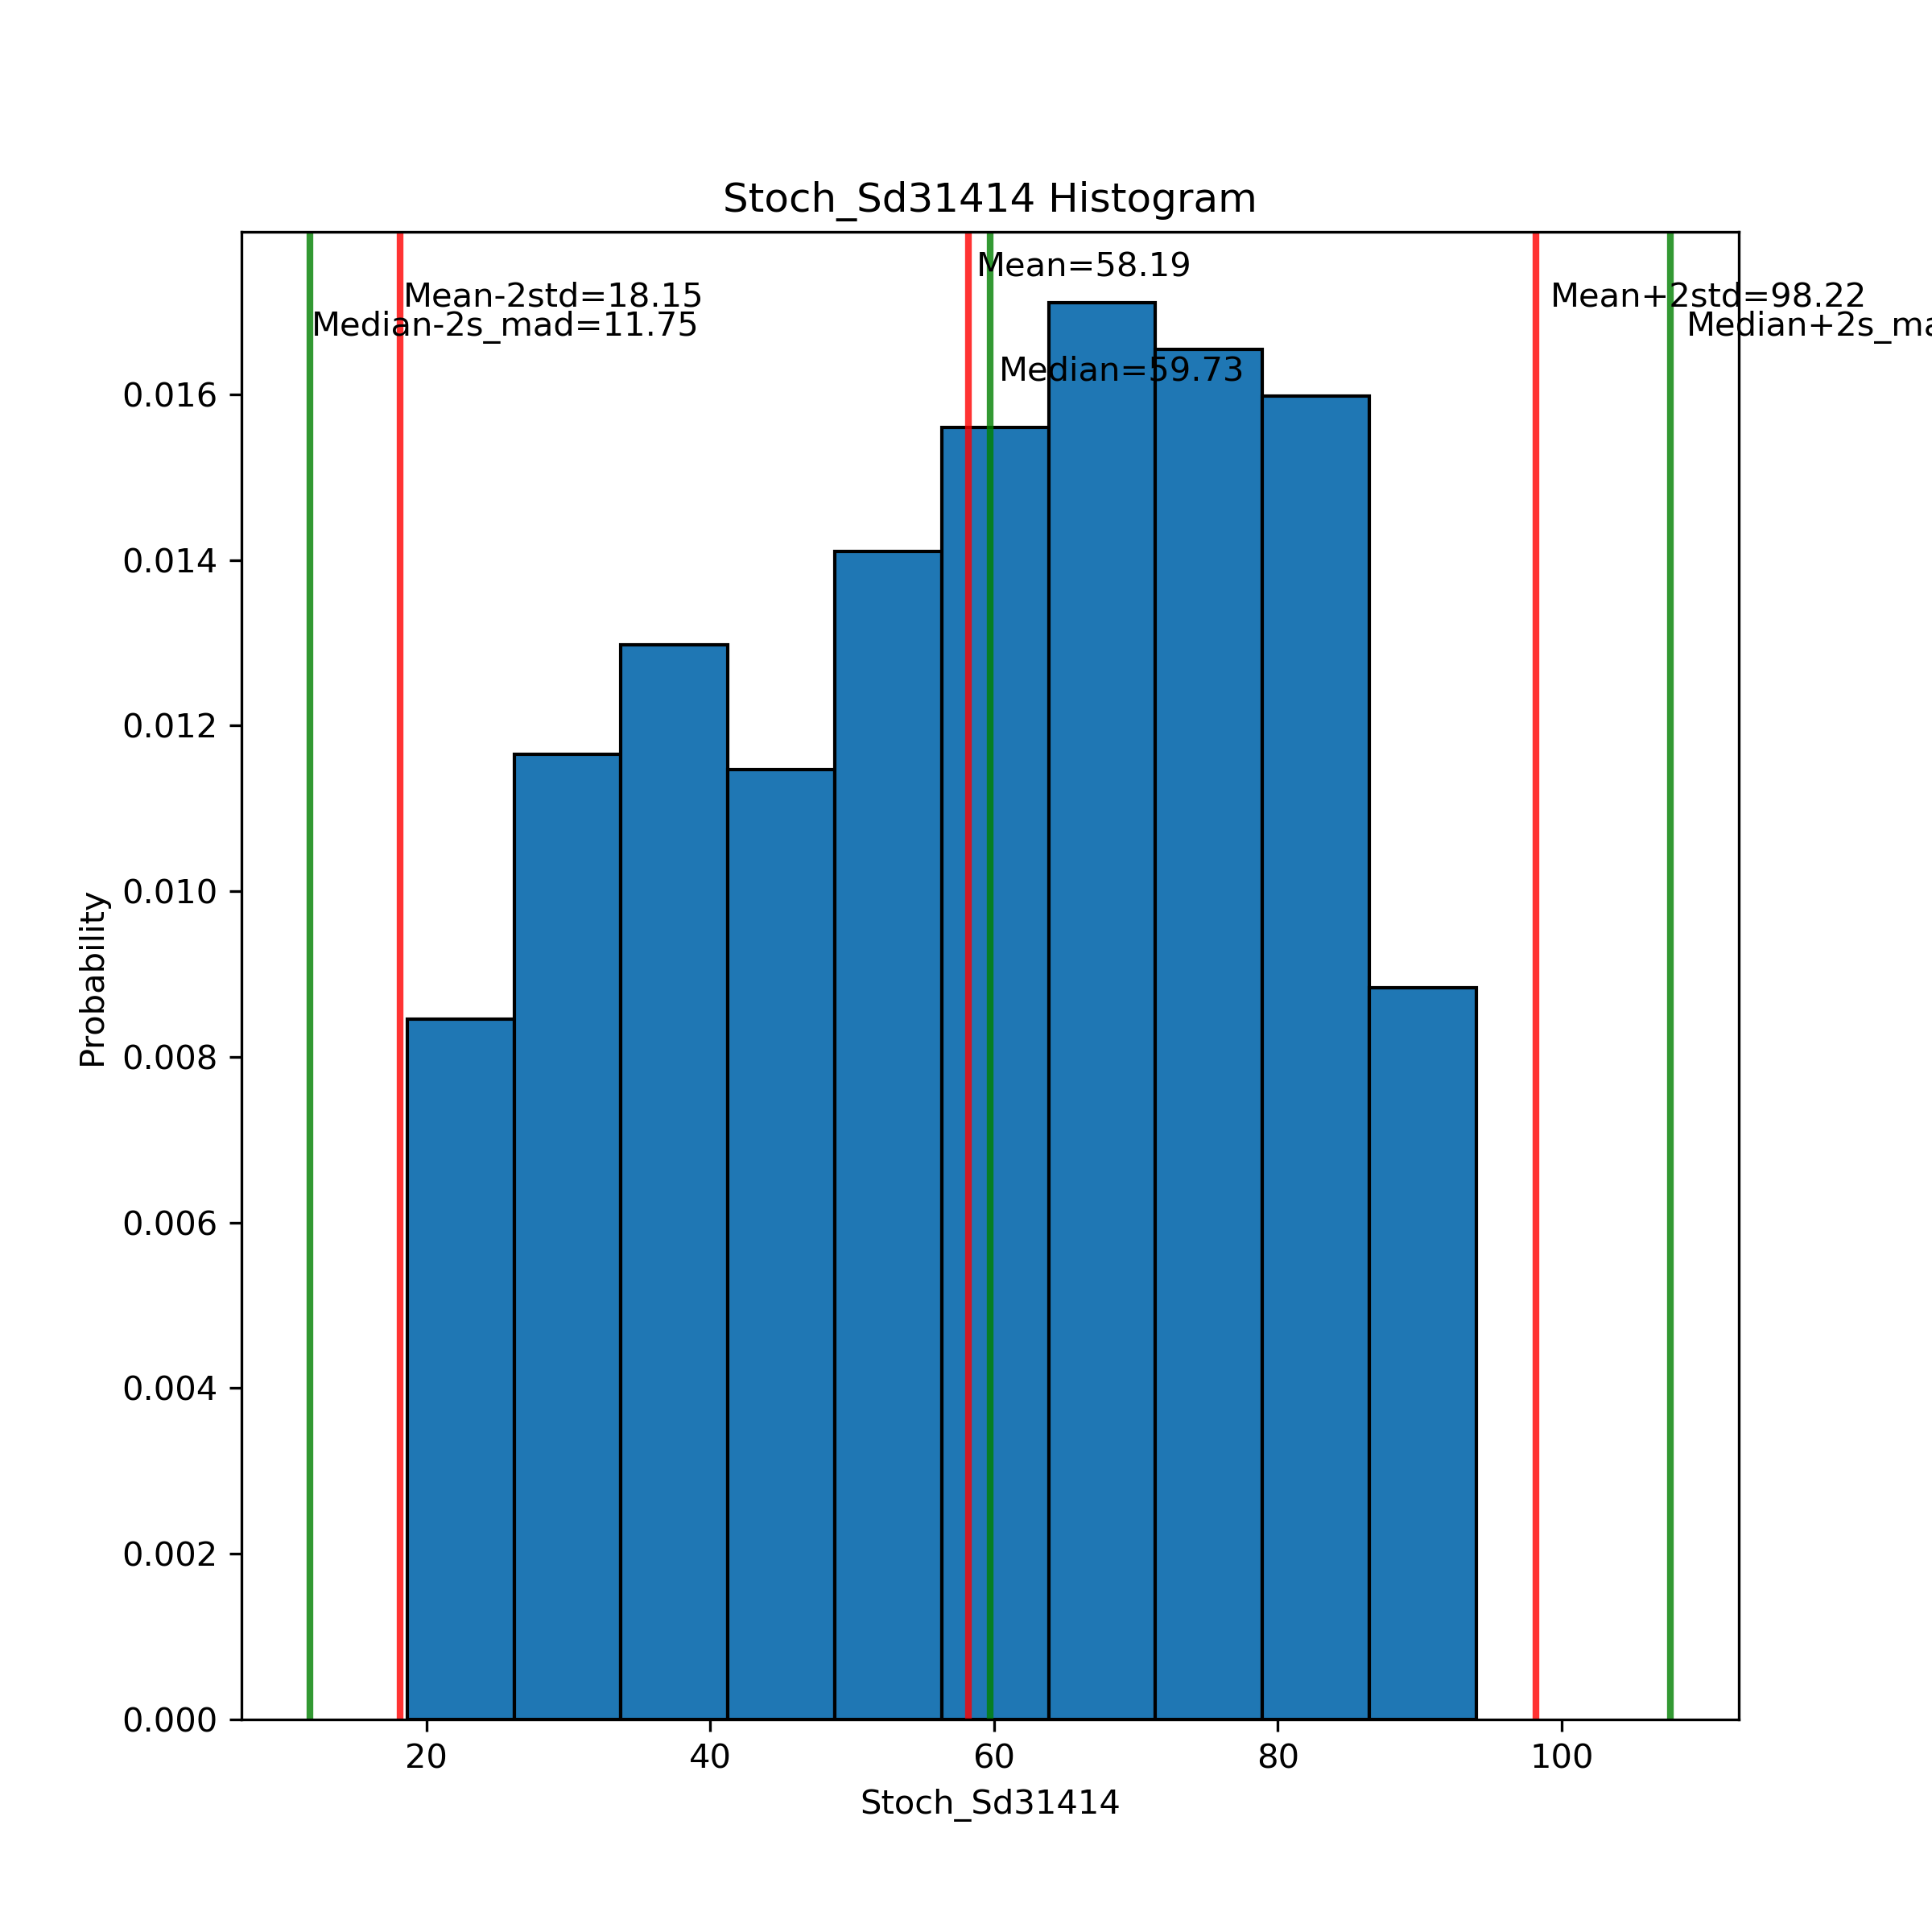 Stoch_Sd31414 Histogram
Mean=58.19
Mean-2std=18.15
Mean+2std=98.22
Median-2s_mad=11.75
Median+2s_ma
Median=59.73
0.016
0.014
0.012
0.010
0.008
0.006
0.004
0.002
0.000
Probability
20 40 60 80 100
Stoch_Sd31414